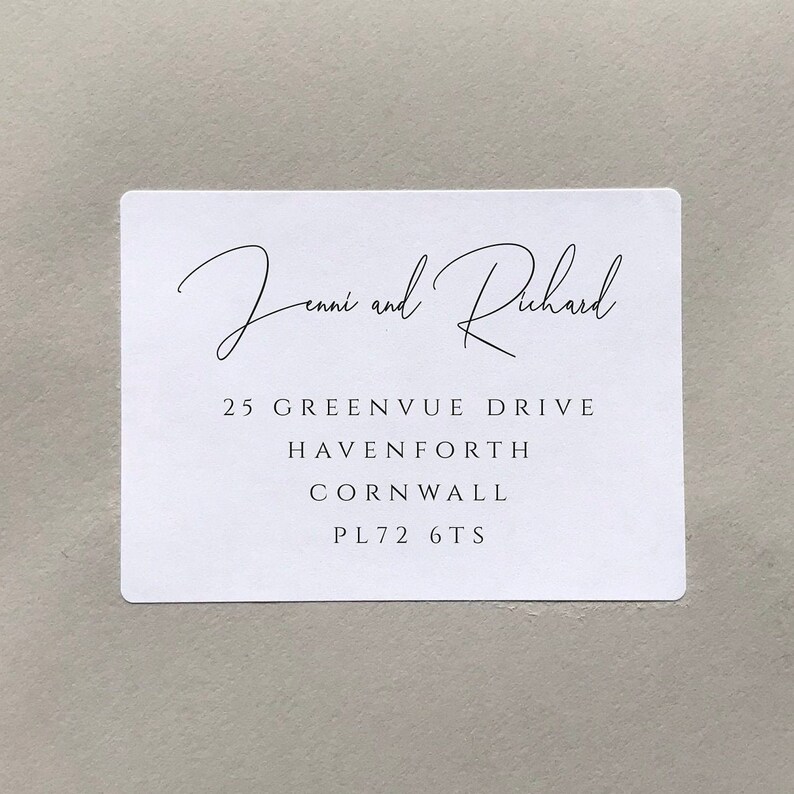 Jenni and Richard
25 GREENVUE DRIVE
HAVENFORTH
CORNWALL
PL72 6TS